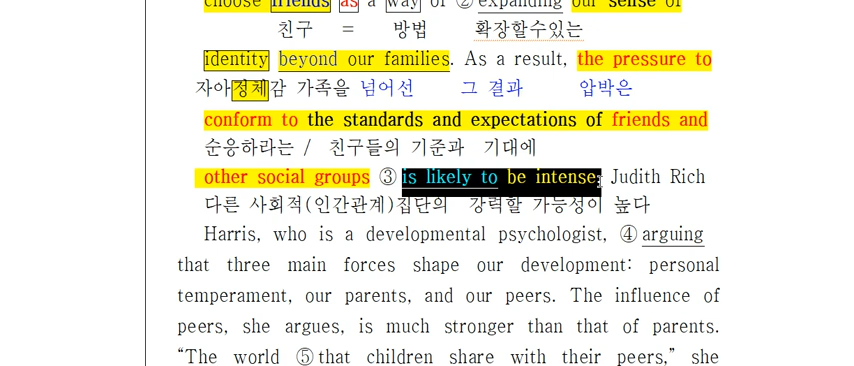 choose friends as a way of ② expanding our sense of
친구 = 방법 확장할수있는
identity beyond our families. As a result, the pressure to
자아정체감 가족을 넘어선 그 결과 압박은
conform to the standards and expectations of friends and
순응하라는 / 친구들의 기준과 기대에
other social groups ③ is likely to be intense. Judith Rich
다른 사회적(인간관계)집단의 강력할 가능성이 높다
Harris, who is a developmental psychologist, ④ arguing
that three main forces shape our development: personal
temperament, our parents, and our peers. The influence of
peers, she argues, is much stronger than that of parents.
“The world ⑤ that children share with their peers,” she